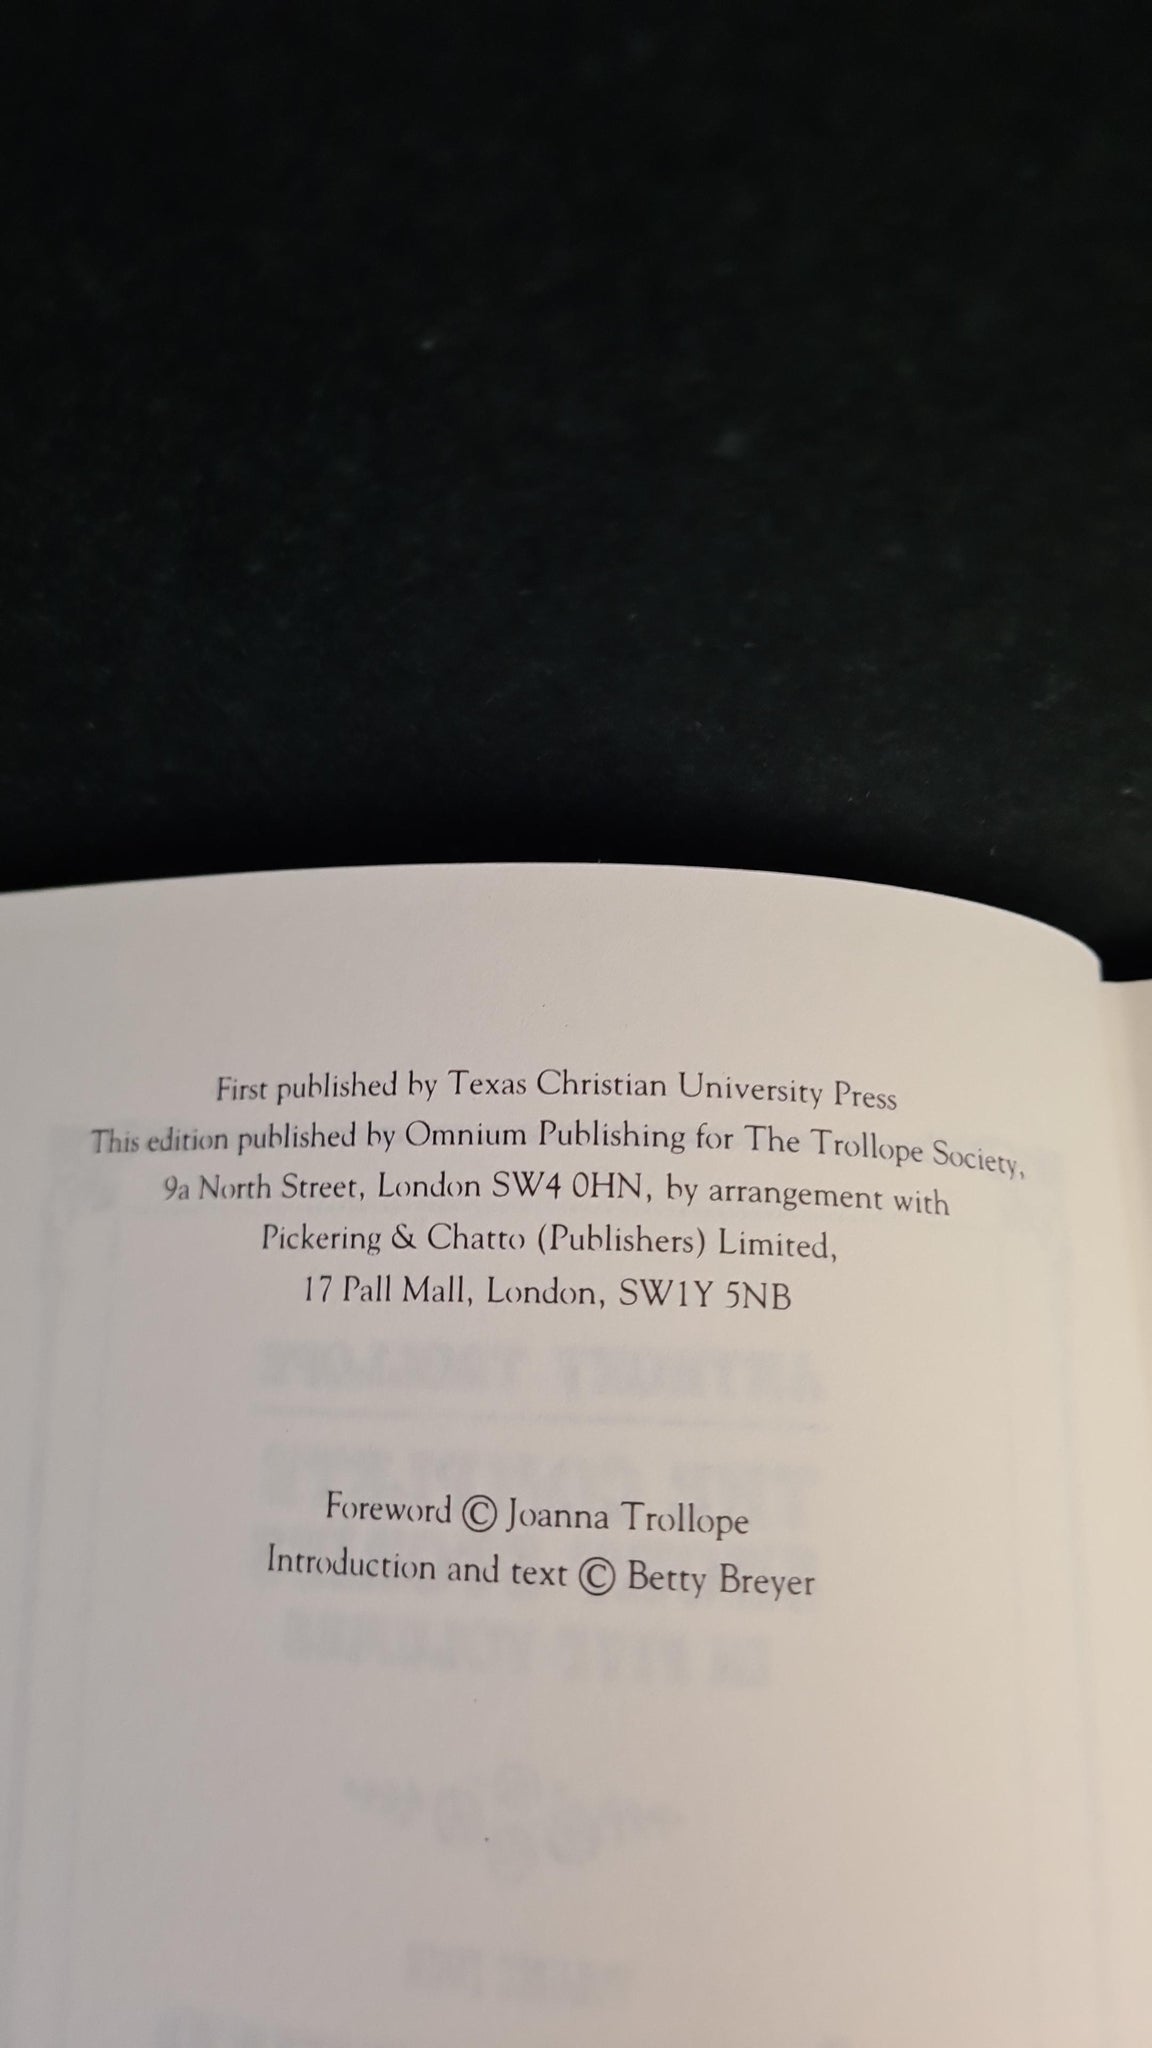 First published by Texas Christian University Press
This edition published by Omnium Publishing for The Trollope Society,
9a North Street, London SW4 0HN, by arrangement with
Pickering & Chatto (Publishers) Limited,
17 Pall Mall, London, SW1Y 5NB
Foreword © Joanna Trollope
Introduction and text © Betty Breyer